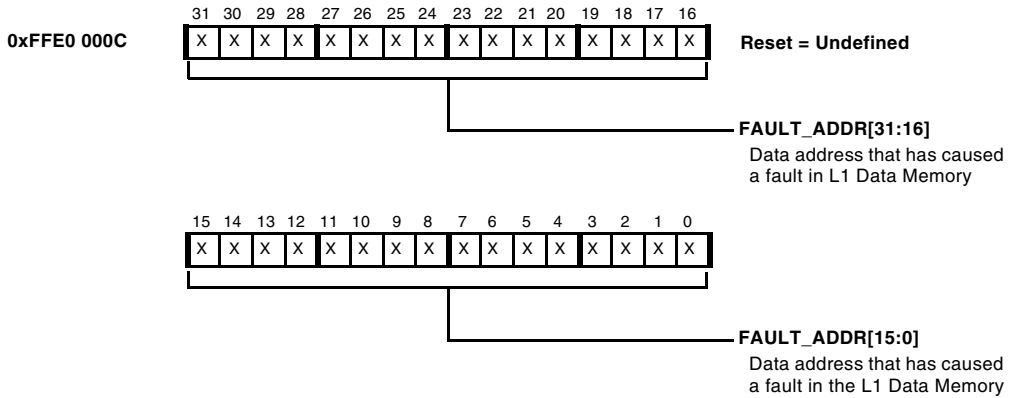 31 30 29 28 27 26 25 24 23 22 21 20 19 18 17 16
0xFFE0 000C X X X X X X X X X X X X X X X X Reset = Undefined
FAULT_ADDR[31:16]
Data address that has caused
a fault in L1 Data Memory
15 14 13 12 11 10 9 8 7 6 5 4 3 2 1 0
X X X X X X X X X X X X X X X X
FAULT_ADDR[15:0]
Data address that has caused
a fault in the L1 Data Memory